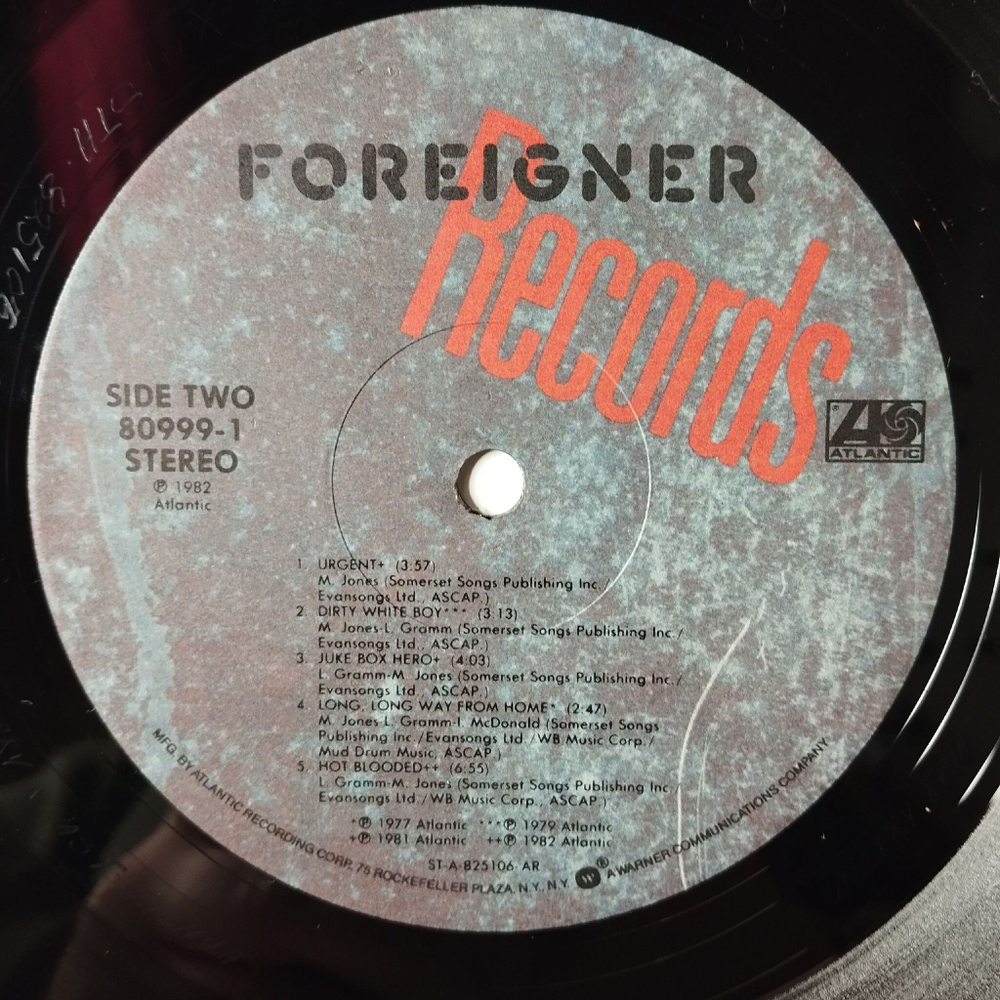 FOREIGNER
Records
SIDE TWO
80999-1
STEREO
℗ 1982
Atlantic
® ATLANTIC
1. URGENT+ (3:57)
M. Jones (Somerset Songs Publishing Inc./
Evansongs Ltd., ASCAP.)
2. DIRTY WHITE BOY*** (3:13)
M. Jones-L. Gramm (Somerset Songs Publishing Inc./
Evansongs Ltd., ASCAP.)
3. JUKE BOX HERO+ (4:03)
L. Gramm-M. Jones (Somerset Songs Publishing Inc./
Evansongs Ltd., ASCAP.)
4. LONG, LONG WAY FROM HOME* (2:47)
M. Jones-L. Gramm-I. McDonald (Somerset Songs
Publishing Inc./Evansongs Ltd./WB Music Corp./
Mud Drum Music, ASCAP.)
5. HOT BLOODED++ (6:55)
L. Gramm-M. Jones (Somerset Songs Publishing Inc./
Evansongs Ltd./WB Music Corp., ASCAP.)
*℗ 1977 Atlantic ***℗ 1979 Atlantic
+℗ 1981 Atlantic ++℗ 1982 Atlantic
ST-A-825106-AR
MFG. BY ATLANTIC RECORDING CORP. 75 ROCKEFELLER PLAZA, N.Y., N.Y. ® A WARNER COMMUNICATIONS COMPANY